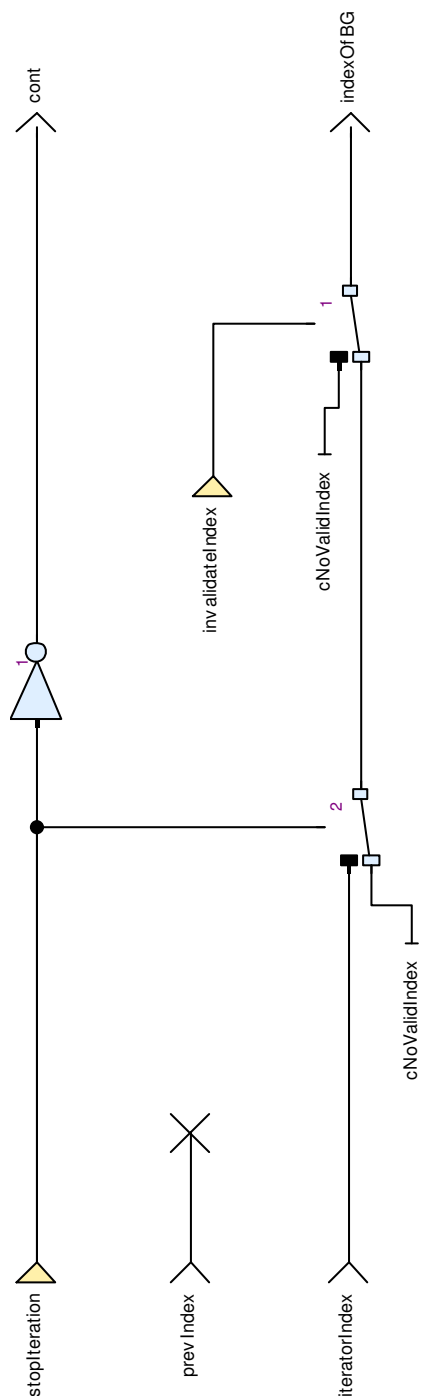 stopIteration
1
cont
prevIndex
invalidateIndex
iteratorIndex
2
cNoValidIndex
1
indexOfBG
cNoValidIndex